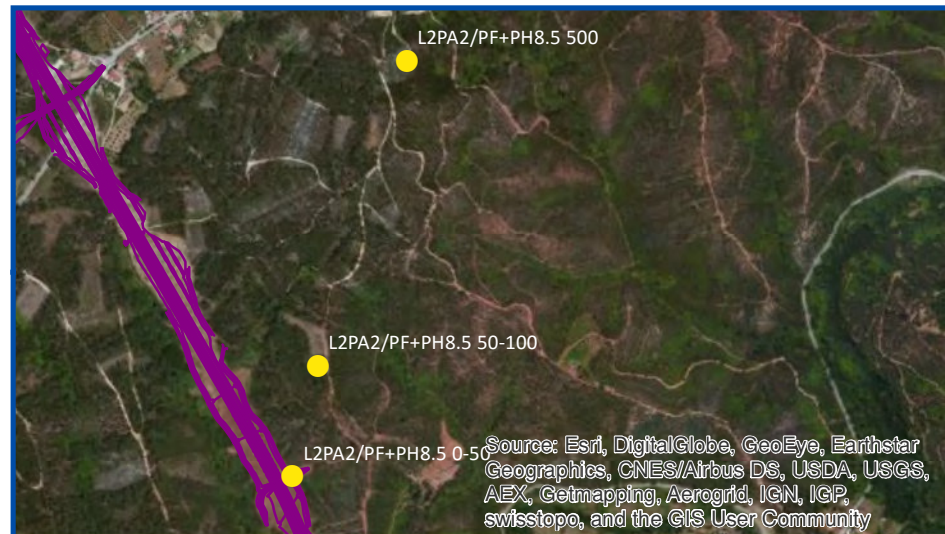 L2PA2/PF+PH8.5 500
L2PA2/PF+PH8.5 50-100
L2PA2/PF+PH8.5 0-50
Source: Esri, DigitalGlobe, GeoEye, Earthstar
Geographics, CNES/Airbus DS, USDA, USGS,
AEX, Getmapping, Aerogrid, IGN, IGP,
swisstopo, and the GIS User Community